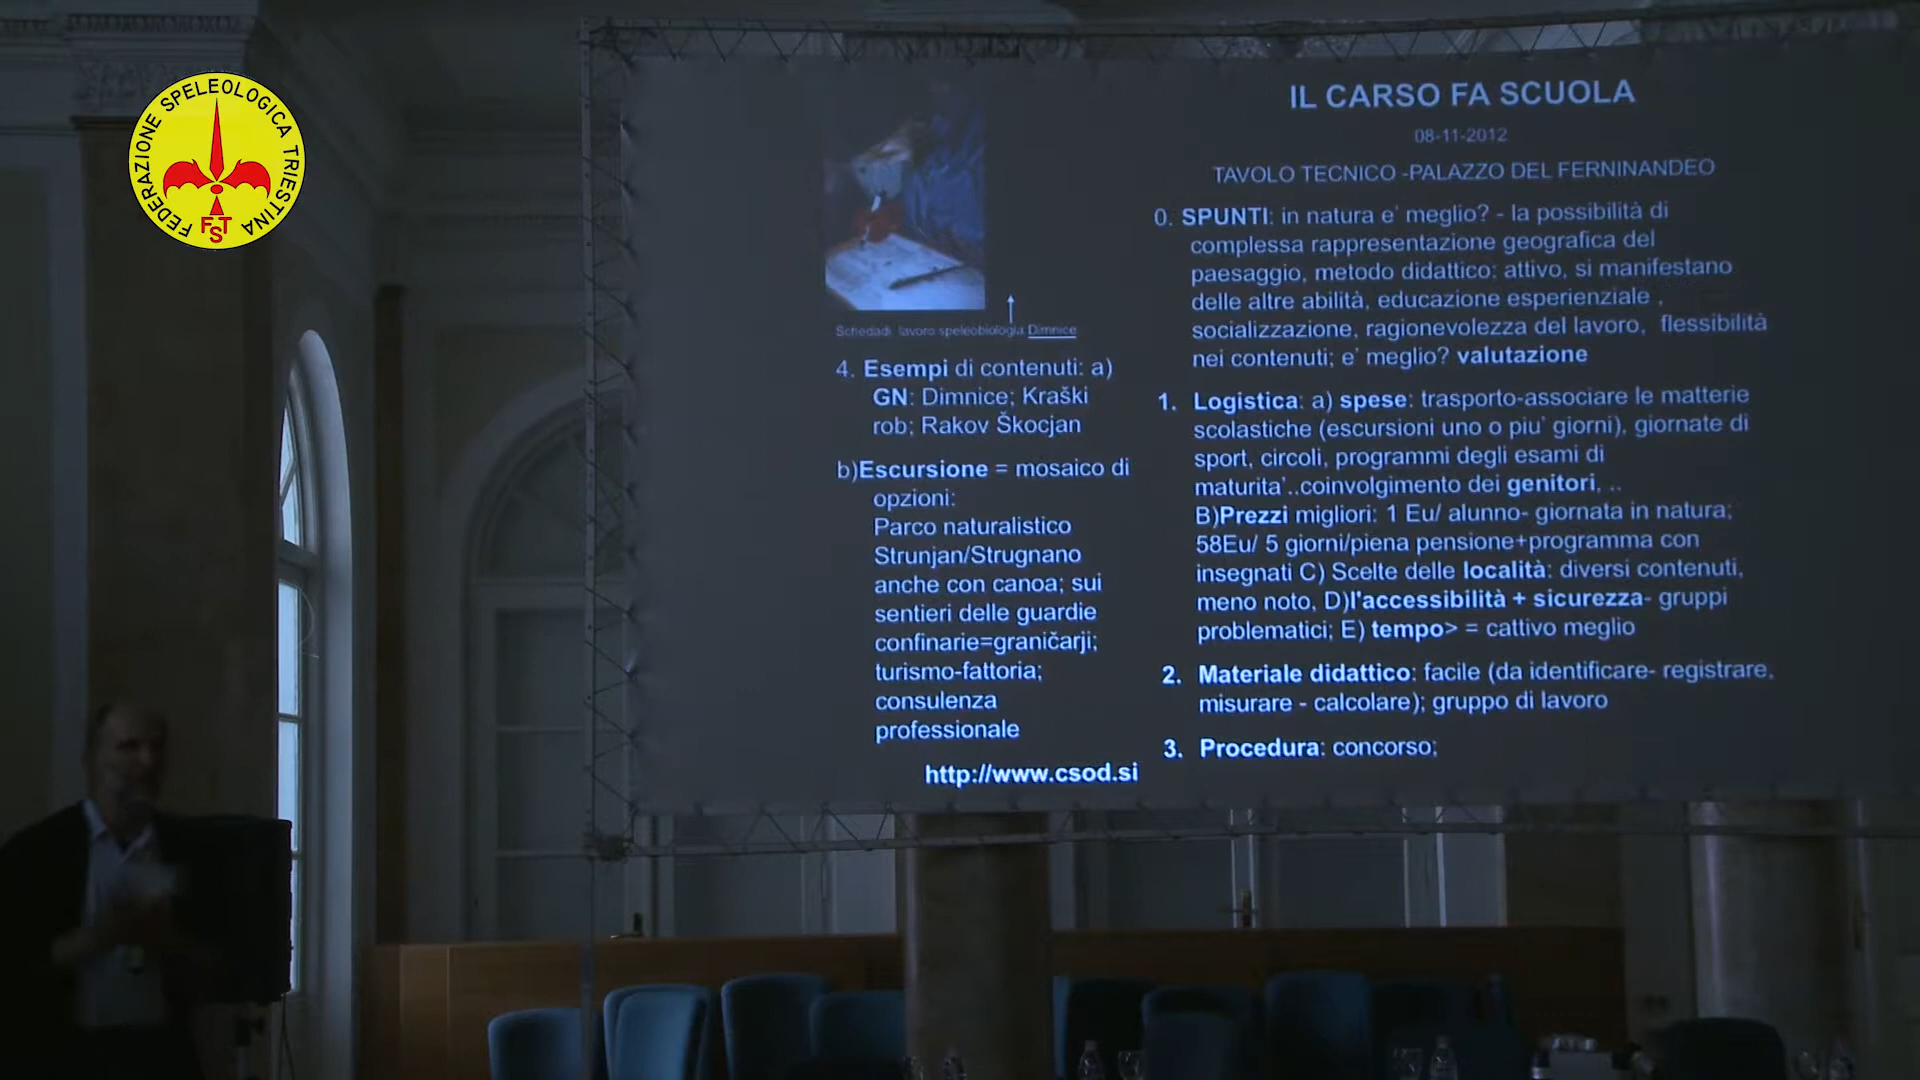 FEDERAZIONE SPELEOLOGICA TRIESTINA
FST
IL CARSO FA SCUOLA
08-11-2012
TAVOLO TECNICO -PALAZZO DEL FERNINANDEO
0. SPUNTI: in natura e' meglio? - la possibilità di
complessa rappresentazione geografica del
paesaggio, metodo didattico: attivo, si manifestano
delle altre abilità, educazione esperienziale ,
socializzazione, ragionevolezza del lavoro, flessibilità
nei contenuti; e' meglio? valutazione
1. Logistica: a) spese: trasporto-associare le matterie
scolastiche (escursioni uno o piu' giorni), giornate di
sport, circoli, programmi degli esami di
maturita'..coinvolgimento dei genitori, ..
B)Prezzi migliori: 1 Eu/ alunno- giornata in natura;
58Eu/ 5 giorni/piena pensione+programma con
insegnati C) Scelte delle località: diversi contenuti,
meno noto, D)l'accessibilità + sicurezza- gruppi
problematici; E) tempo> = cattivo meglio
2. Materiale didattico: facile (da identificare- registrare,
misurare - calcolare); gruppo di lavoro
3. Procedura: concorso;
Schedadi lavoro speleobiologia Dimnice
4. Esempi di contenuti: a)
GN: Dimnice; Kraški
rob; Rakov Škocjan
b)Escursione = mosaico di
opzioni:
Parco naturalistico
Strunjan/Strugnano
anche con canoa; sui
sentieri delle guardie
confinarie=graničarji;
turismo-fattoria;
consulenza
professionale
http://www.csod.si